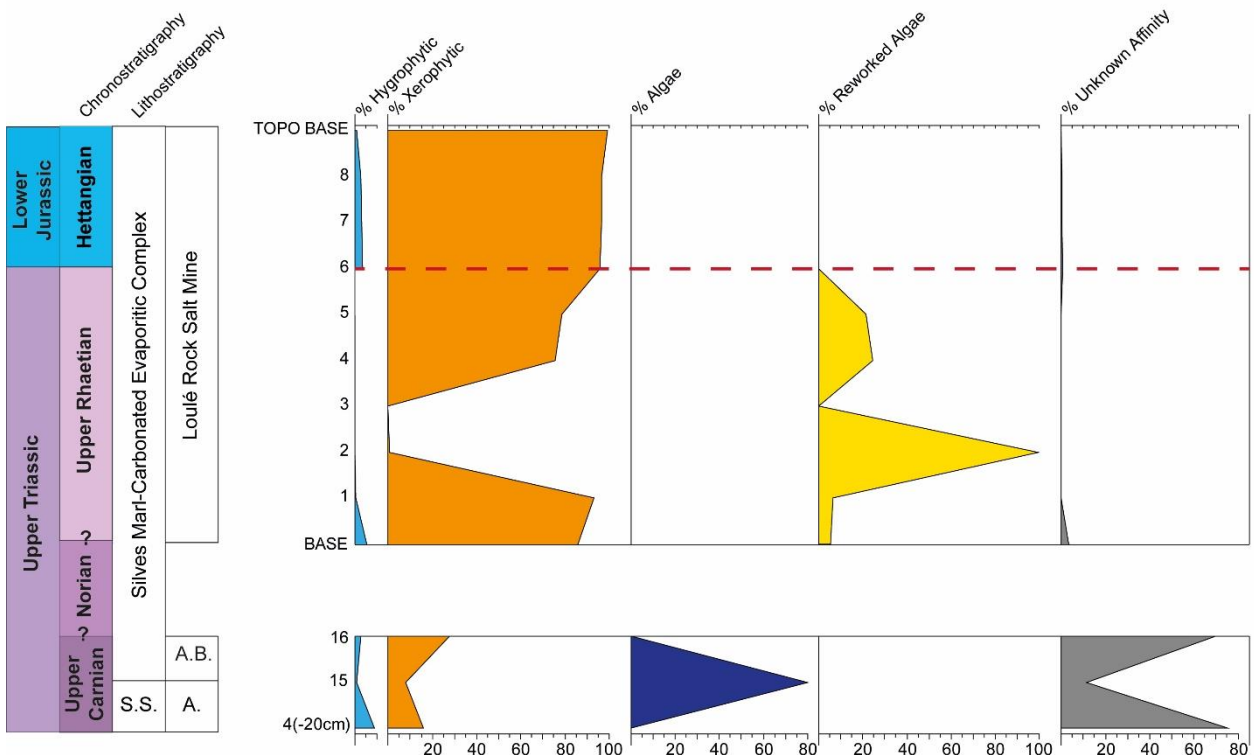 Chronostratigraphy
Lithostratigraphy
% Hygrophytic
% Xerophytic
% Algae
% Reworked Algae
% Unknown Affinity
Lower
Jurassic
Hettangian
Upper Triassic
Upper Rhaetian
?
Norian
?
Upper
Carnian
Silves Marl-Carbonated Evaporitic Complex
S.S.
Loulé Rock Salt Mine
A.B.
A.
TOPO BASE
8
7
6
5
4
3
2
1
BASE
16
15
4(-20cm)
20 40 60 80 100
20 40 60 80
20 40 60 80 100
20 40 60 80